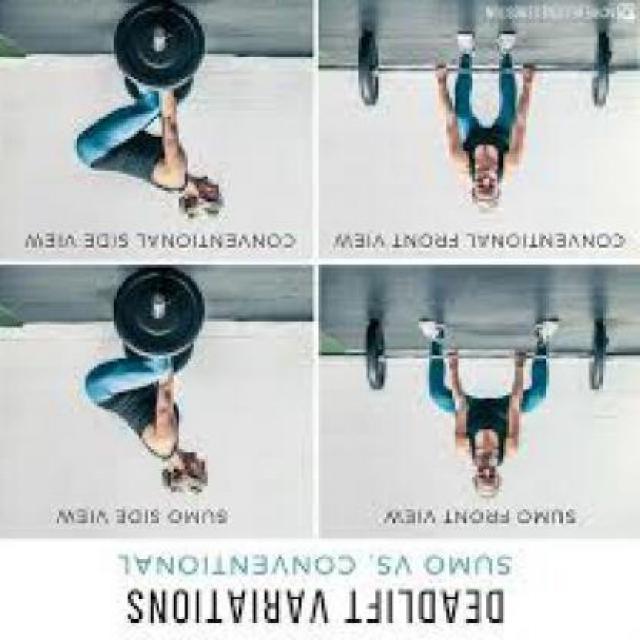 DEADLIFT VARIATIONS
SUMO VS. CONVENTIONAL
SUMO FRONT VIEW
SUMO SIDE VIEW
CONVENTIONAL FRONT VIEW
CONVENTIONAL SIDE VIEW